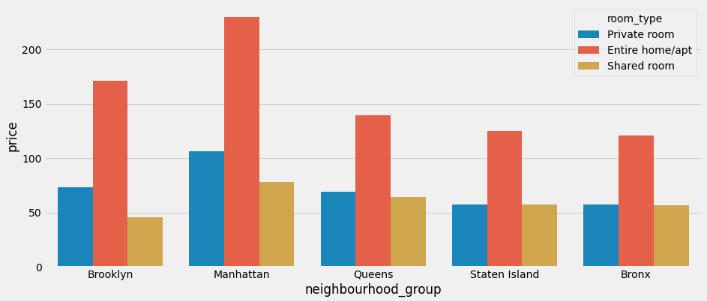 room_type
Private room
Entire home/apt
Shared room
price
200
150
100
50
0
Brooklyn
Manhattan
Queens
Staten Island
Bronx
neighbourhood_group